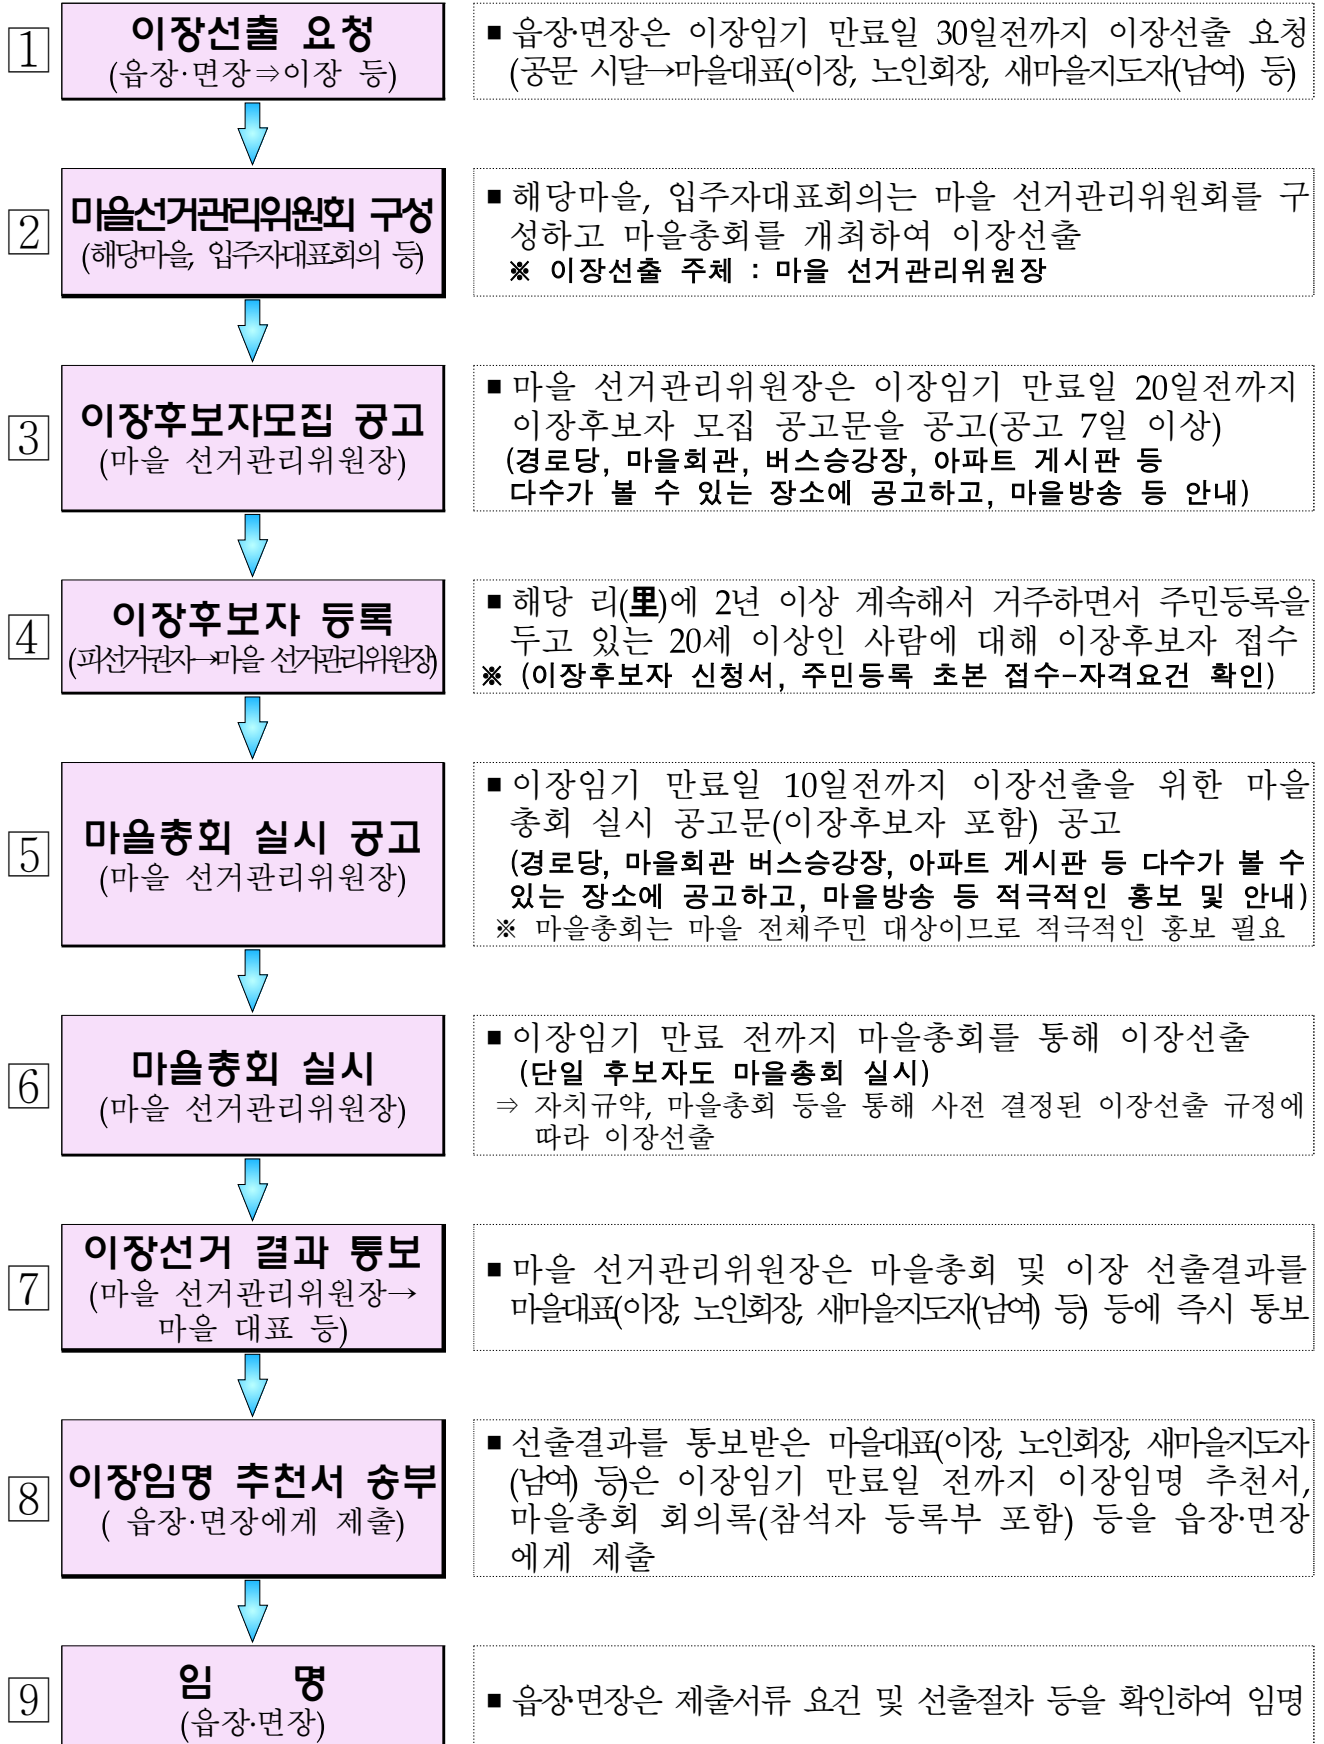 1
이장선출 요청
(읍장·면장⇒이장 등)
■ 읍장·면장은 이장임기 만료일 30일전까지 이장선출 요청
(공문 시달→마을대표(이장, 노인회장, 새마을지도자(남여) 등)
2
마을선거관리위원회 구성
(해당마을, 입주자대표회의 등)
■ 해당마을, 입주자대표회의는 마을 선거관리위원회를 구
성하고 마을총회를 개최하여 이장선출
※ 이장선출 주체 : 마을 선거관리위원장
3
이장후보자모집 공고
(마을 선거관리위원장)
■ 마을 선거관리위원장은 이장임기 만료일 20일전까지
이장후보자 모집 공고문을 공고(공고 7일 이상)
(경로당, 마을회관, 버스승강장, 아파트 게시판 등
다수가 볼 수 있는 장소에 공고하고, 마을방송 등 안내)
4
이장후보자 등록
(피선거권자→마을 선거관리위원장)
■ 해당 리(里)에 2년 이상 계속해서 거주하면서 주민등록을
두고 있는 20세 이상인 사람에 대해 이장후보자 접수
※ (이장후보자 신청서, 주민등록 초본 접수-자격요건 확인)
5
마을총회 실시 공고
(마을 선거관리위원장)
■ 이장임기 만료일 10일전까지 이장선출을 위한 마을
총회 실시 공고문(이장후보자 포함) 공고
(경로당, 마을회관 버스승강장, 아파트 게시판 등 다수가 볼 수
있는 장소에 공고하고, 마을방송 등 적극적인 홍보 및 안내)
※ 마을총회는 마을 전체주민 대상이므로 적극적인 홍보 필요
6
마을총회 실시
(마을 선거관리위원장)
■ 이장임기 만료 전까지 마을총회를 통해 이장선출
(단일 후보자도 마을총회 실시)
⇒ 자치규약, 마을총회 등을 통해 사전 결정된 이장선출 규정에
따라 이장선출
7
이장선거 결과 통보
(마을 선거관리위원장→
마을 대표 등)
■ 마을 선거관리위원장은 마을총회 및 이장 선출결과를
마을대표(이장, 노인회장, 새마을지도자(남여) 등) 등에 즉시 통보
8
이장임명 추천서 송부
( 읍장·면장에게 제출)
■ 선출결과를 통보받은 마을대표(이장, 노인회장, 새마을지도자
(남여) 등)은 이장임기 만료일 전까지 이장임명 추천서,
마을총회 회의록(참석자 등록부 포함) 등을 읍장·면장
에게 제출
9
임 명
(읍장·면장)
■ 읍장·면장은 제출서류 요건 및 선출절차 등을 확인하여 임명